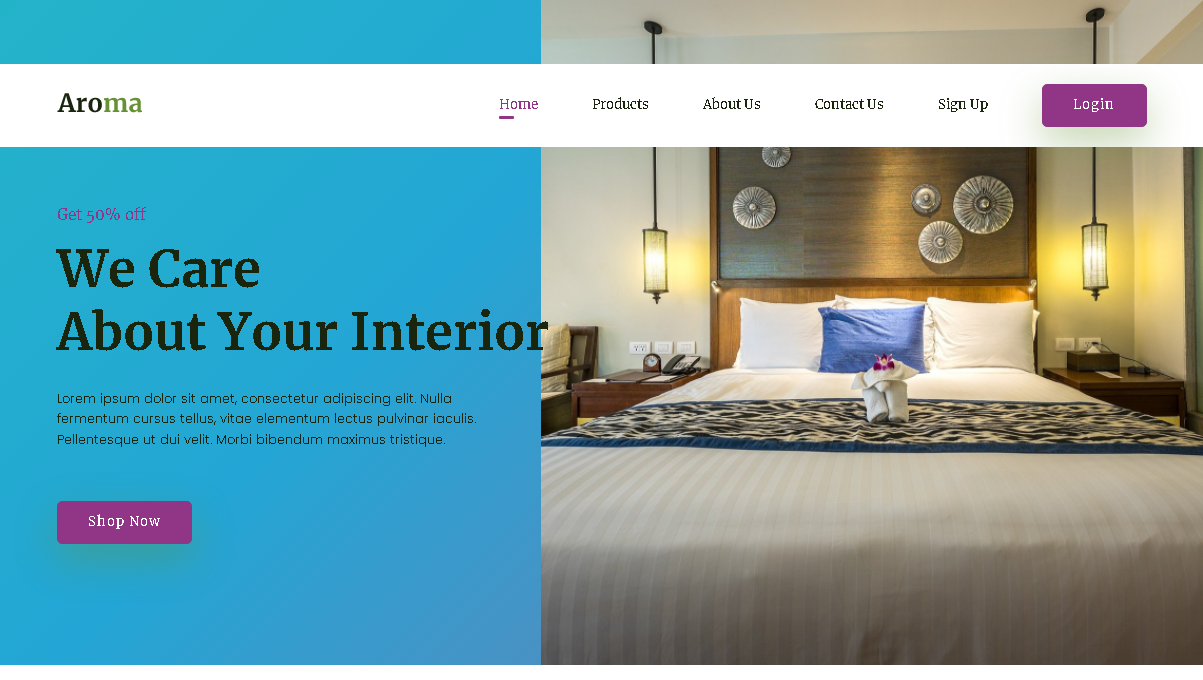 Aroma
Home Products About Us Contact Us Sign Up Login
Get 50% off
We Care
About Your Interior
Lorem ipsum dolor sit amet, consectetur adipiscing elit. Nulla
fermentum cursus tellus, vitae elementum lectus pulvinar iaculis.
Pellentesque ut dui velit. Morbi bibendum maximus tristique.
Shop Now